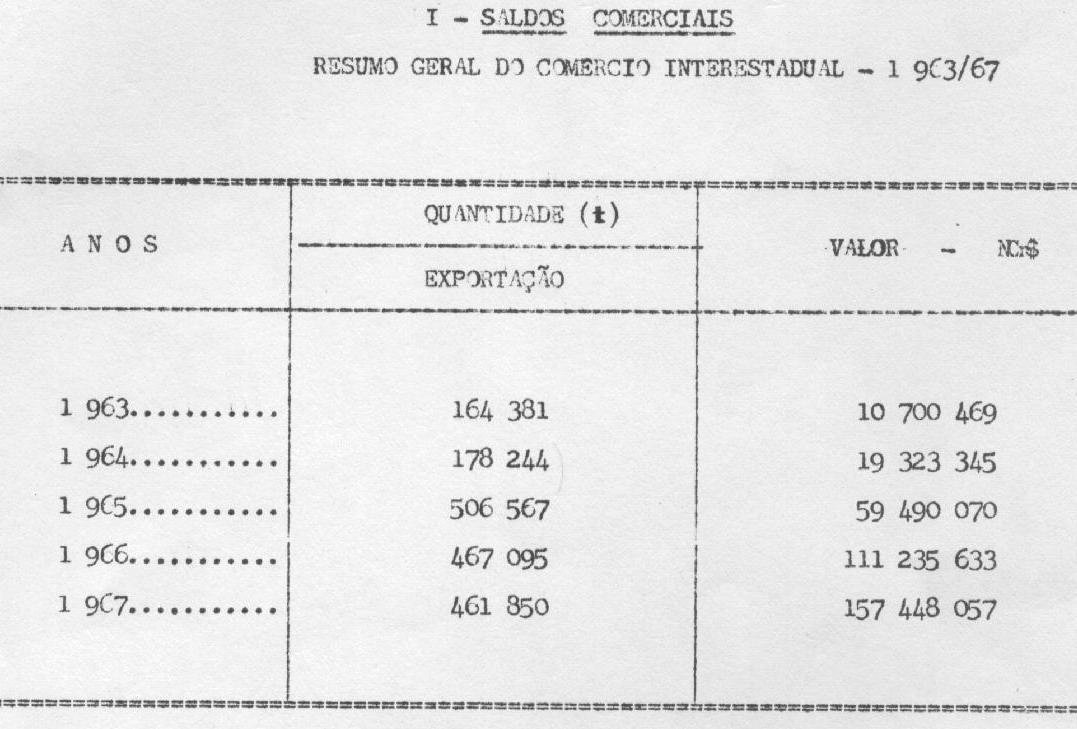 I - SALDOS COMERCIAIS
RESUMO GERAL DO COMERCIO INTERESTADUAL - 1 963/67
QUANTIDADE (t)
A N O S
VALOR - NCr$
EXPORTAÇÃO
1 963........... 164 381 10 700 469
1 964........... 178 244 19 323 345
1 965........... 506 567 59 490 070
1 966........... 467 095 111 235 633
1 967........... 461 850 157 448 057